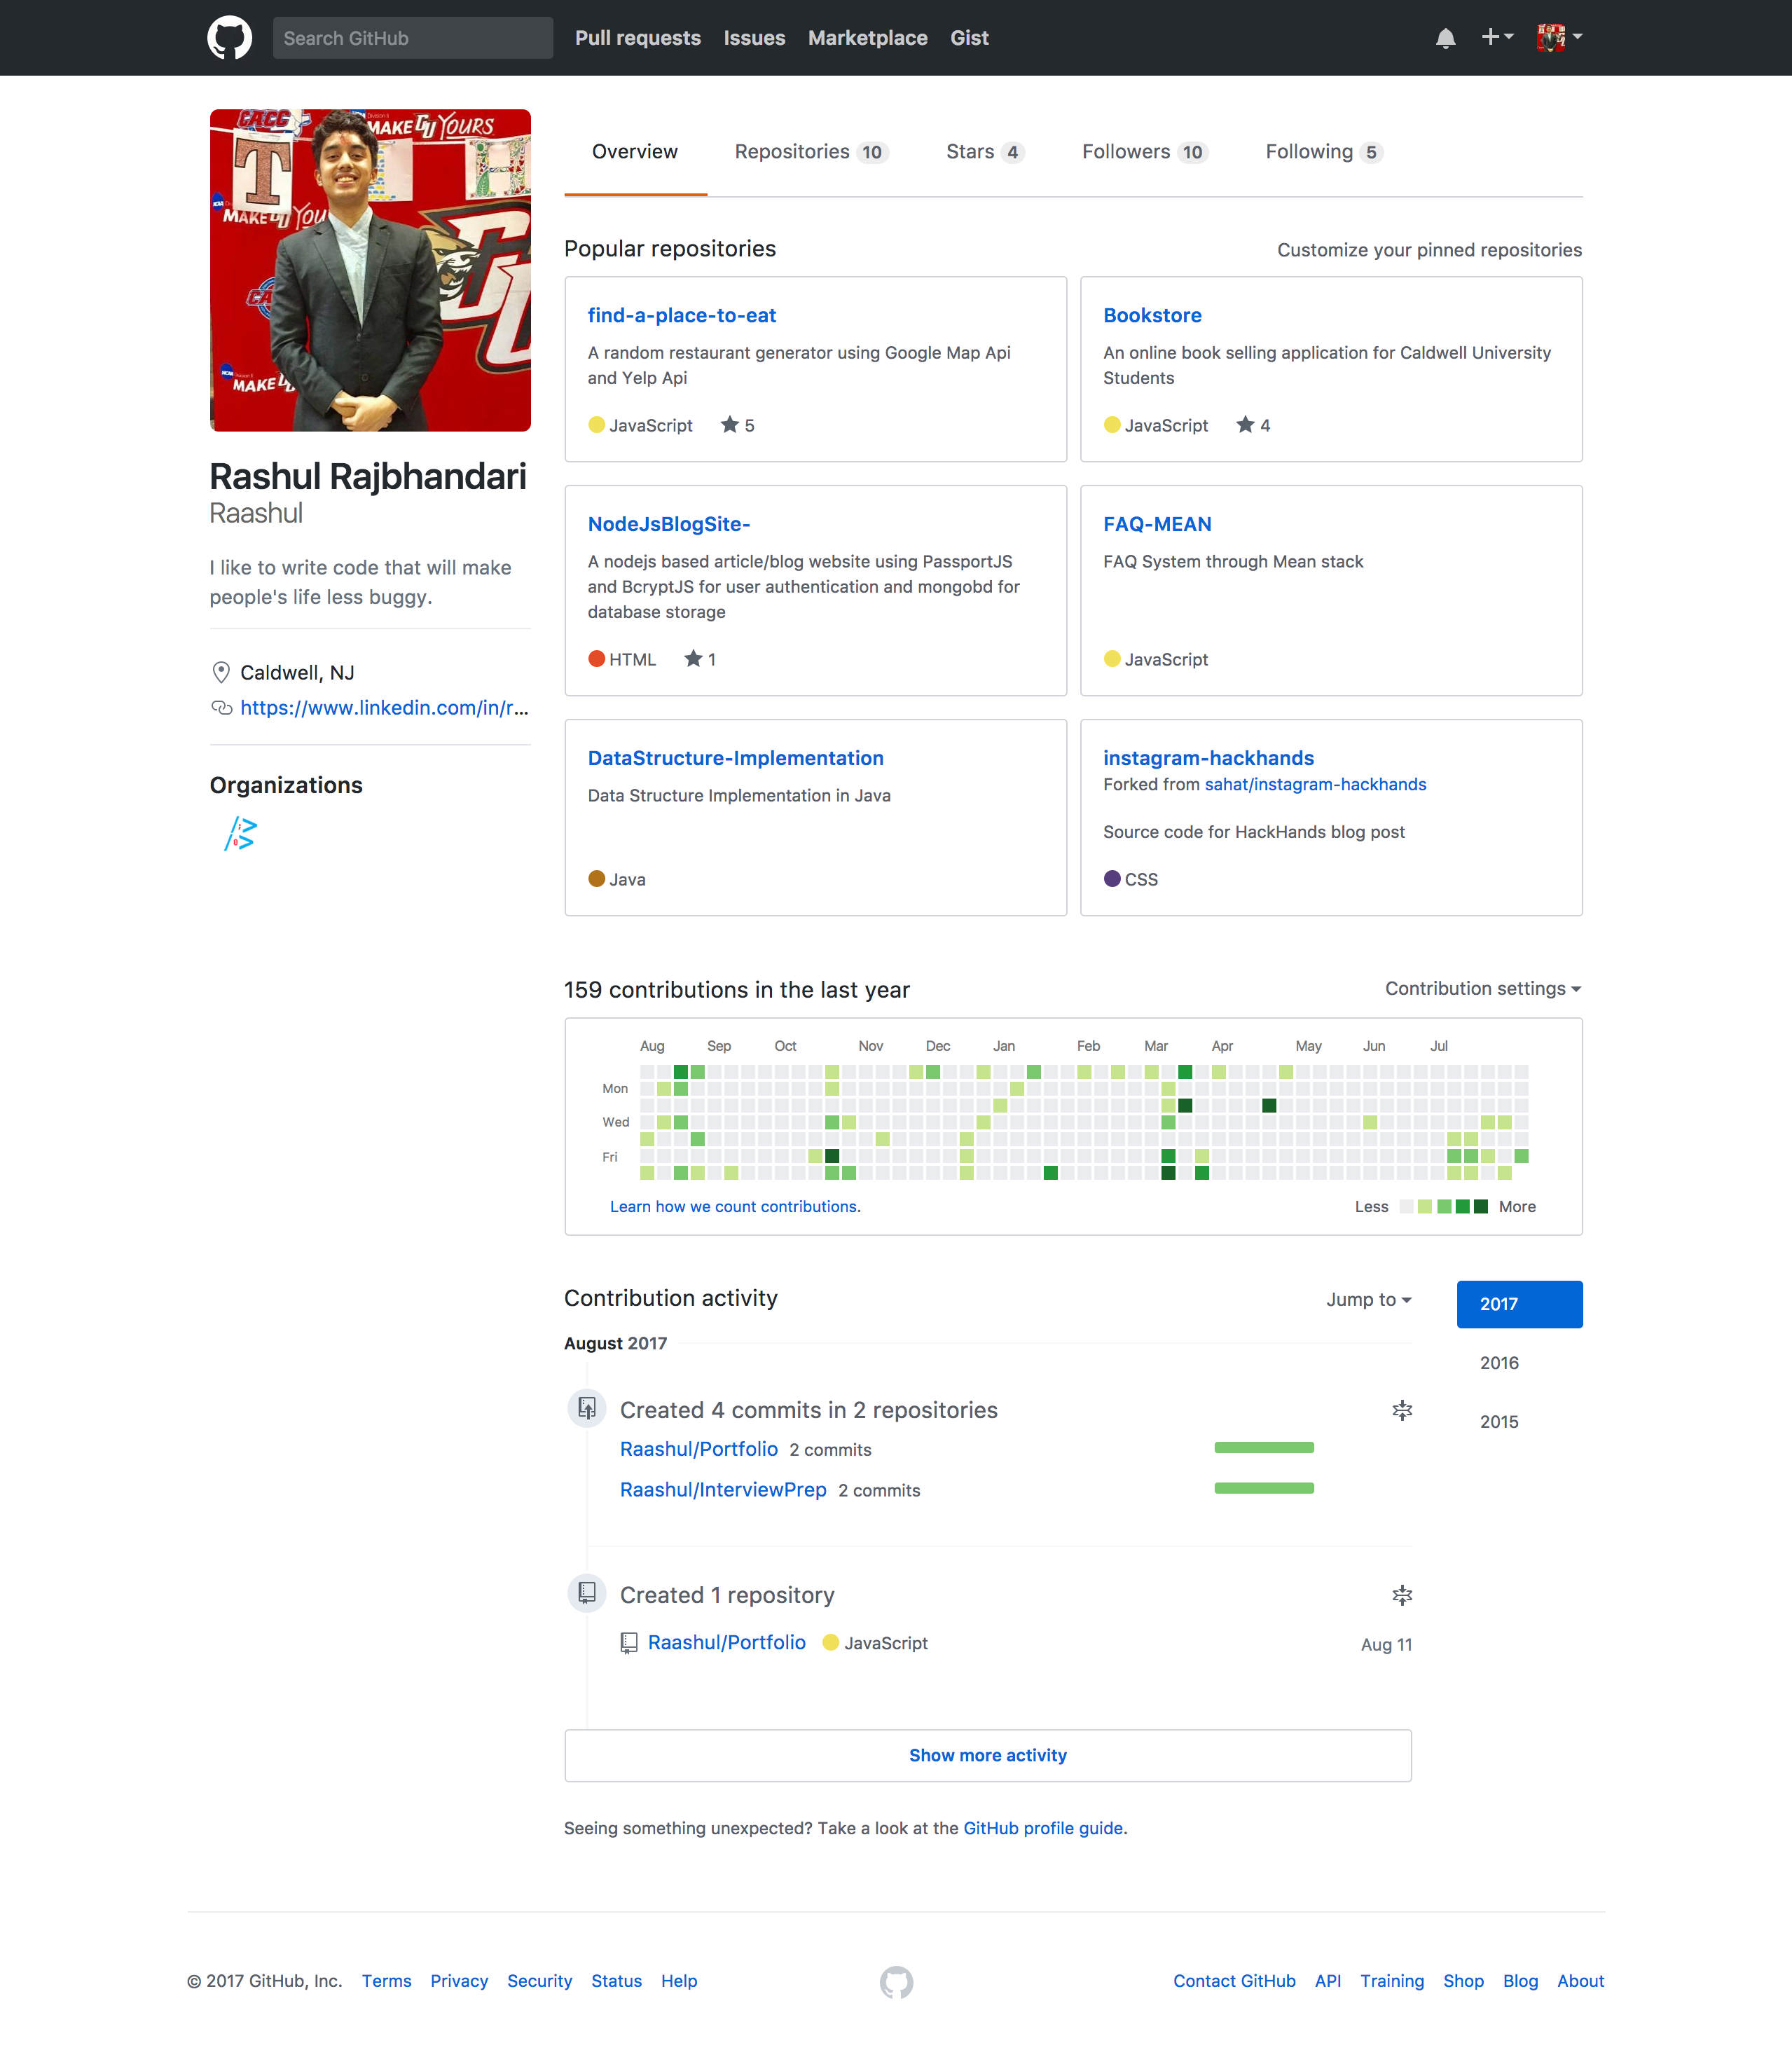 Search GitHub
Pull requests
Issues
Marketplace
Gist
CACC
MAKE CU YOURS
T
MAKE CU YOU
CU
MAKE
Rashul Rajbhandari
Raashul
I like to write code that will make
people's life less buggy.
Caldwell, NJ
https://www.linkedin.com/in/r...
Organizations
Overview
Repositories 10
Stars 4
Followers 10
Following 5
Popular repositories
Customize your pinned repositories
find-a-place-to-eat
A random restaurant generator using Google Map Api
and Yelp Api
JavaScript 5
Bookstore
An online book selling application for Caldwell University
Students
JavaScript 4
NodeJsBlogSite-
A nodejs based article/blog website using PassportJS
and BcryptJS for user authentication and mongobd for
database storage
HTML 1
FAQ-MEAN
FAQ System through Mean stack
JavaScript
DataStructure-Implementation
Data Structure Implementation in Java
Java
instagram-hackhands
Forked from sahat/instagram-hackhands
Source code for HackHands blog post
CSS
159 contributions in the last year
Contribution settings
Aug Sep Oct Nov Dec Jan Feb Mar Apr May Jun Jul
Mon
Wed
Fri
Learn how we count contributions.
Less
More
Contribution activity
Jump to
2017
2016
2015
August 2017
Created 4 commits in 2 repositories
Raashul/Portfolio 2 commits
Raashul/InterviewPrep 2 commits
Created 1 repository
Raashul/Portfolio JavaScript Aug 11
Show more activity
Seeing something unexpected? Take a look at the GitHub profile guide.
© 2017 GitHub, Inc. Terms Privacy Security Status Help
Contact GitHub API Training Shop Blog About